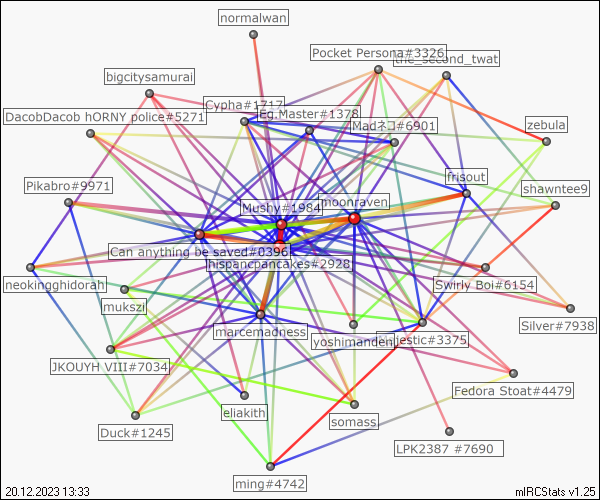 normalwan
Pocket Persona#3326
the_second_twat
bigcitysamurai
Cypha#1717
Eg.Master#1378
DacobDacob hORNY police#5271
Madネコ#6901
zebula
frisout
Pikabro#9971
shawntee9
Mushy#1984
moonraven
Can anything be saved#0396
hispancpancakes#2928
neokingghidorah
Swirly Boi#6154
mukszi
Silver#7938
marcemadness
yoshimanden
#3375
JKOUYH VIII#7034
Fedora Stoat#4479
eliakith
somass
Duck#1245
LPK2387 #7690
ming#4742
20.12.2023 13:33
mIRCStats v1.25